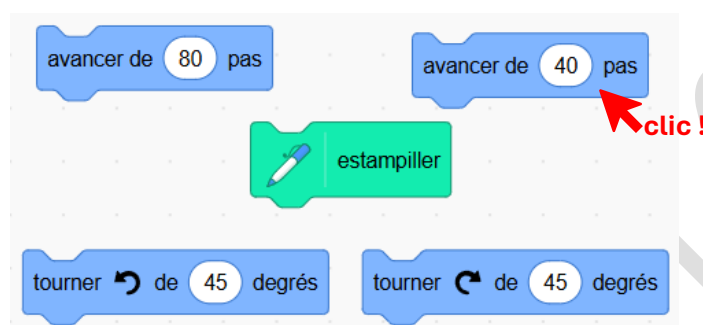 avancer de 80 pas
avancer de 40 pas
clic !
estampiller
tourner de 45 degrés
tourner de 45 degrés